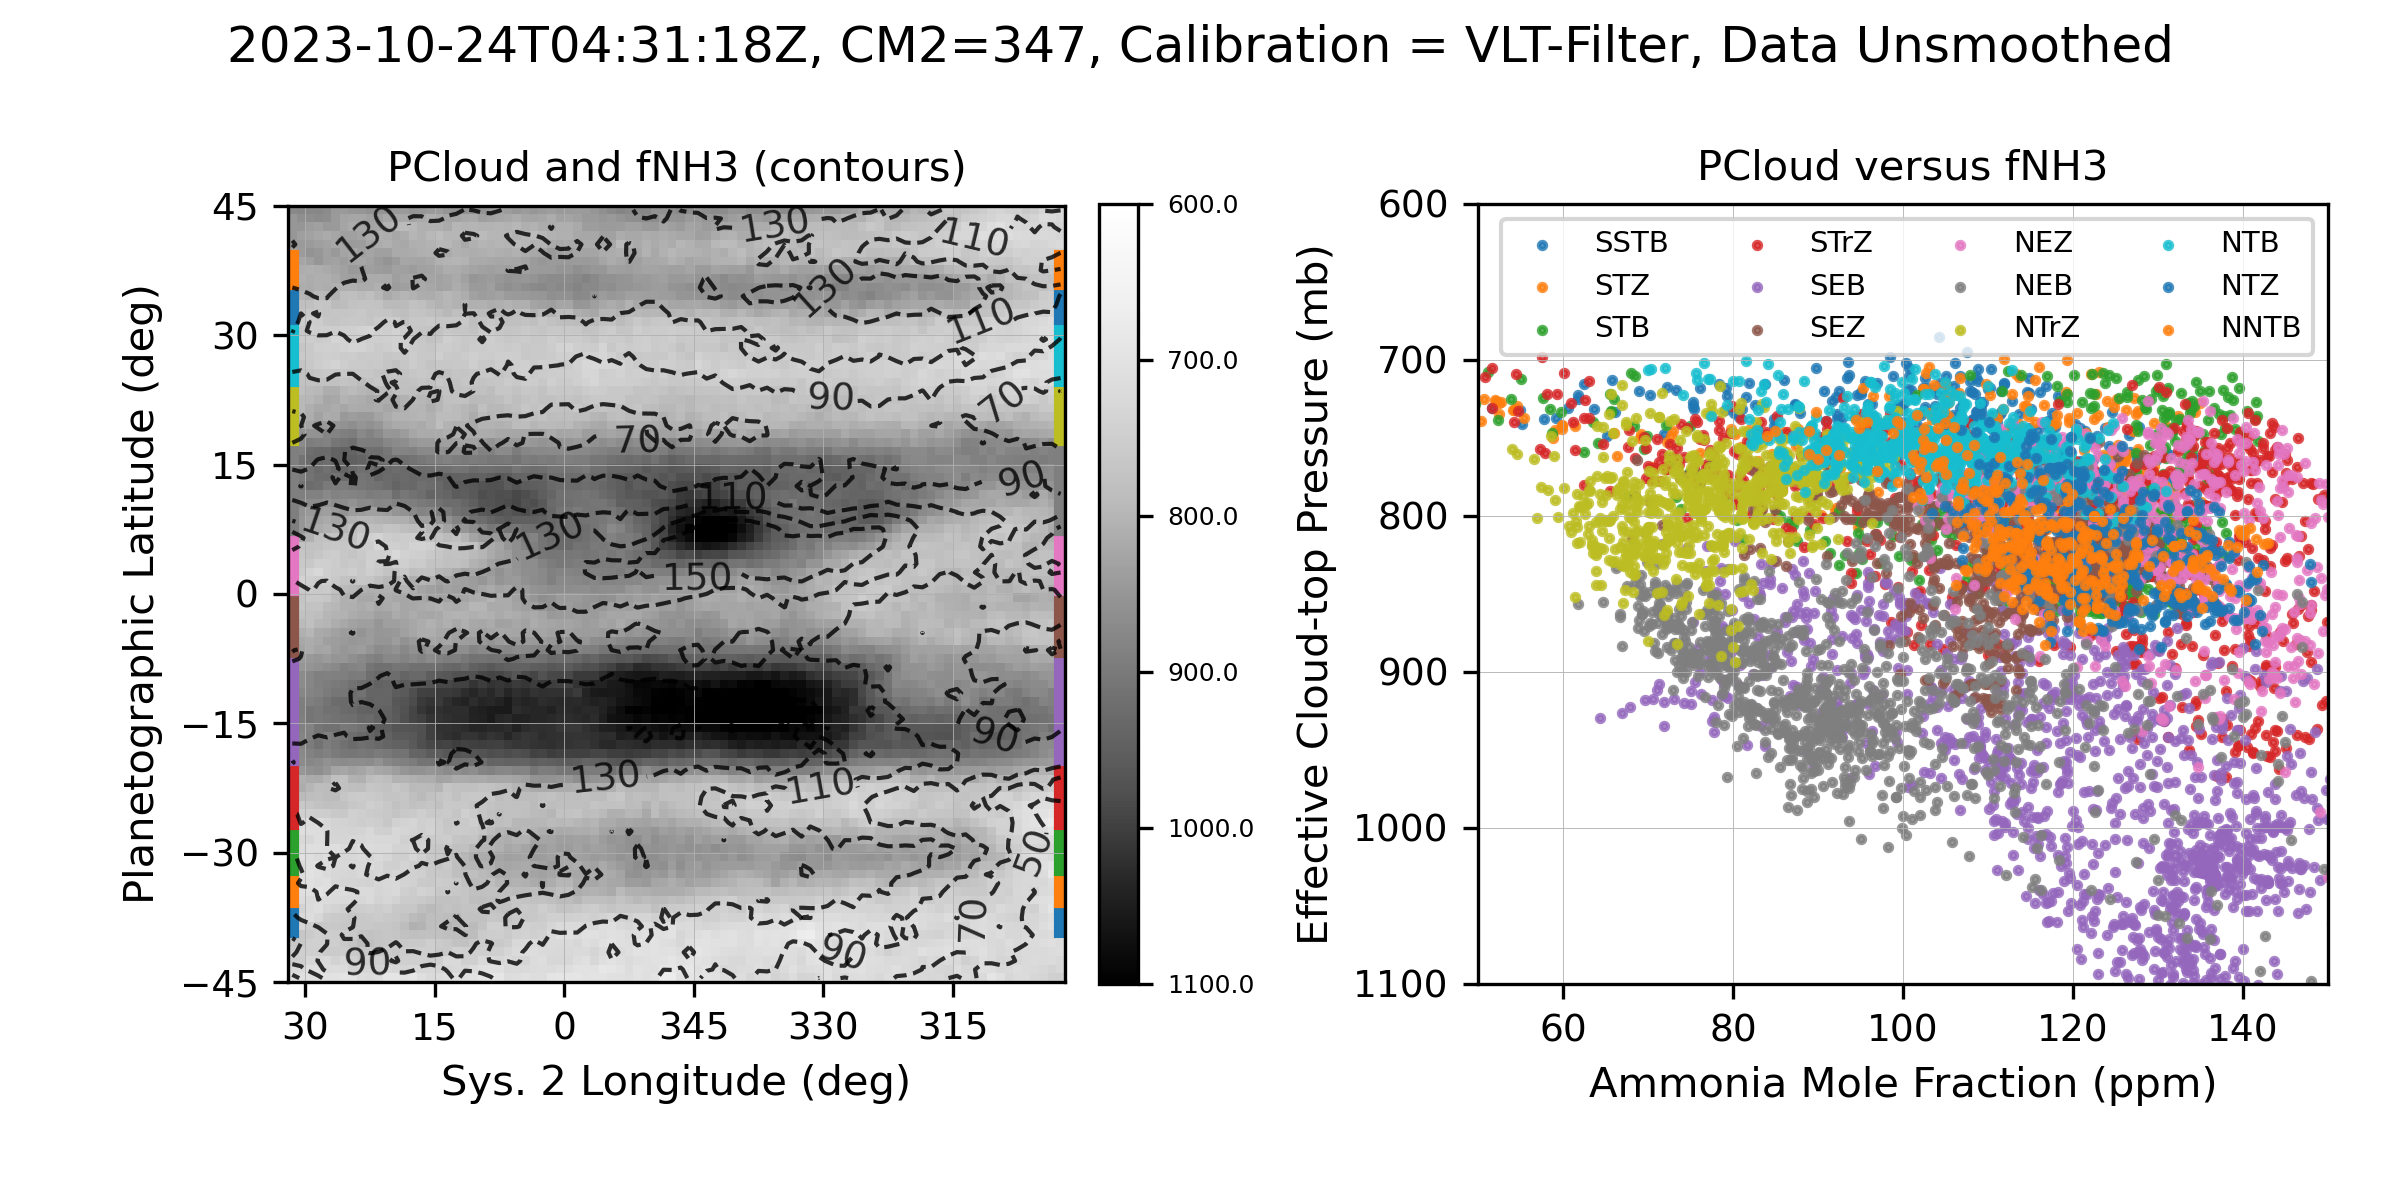 2023-10-24T04:31:18Z, CM2=347, Calibration = VLT-Filter, Data Unsmoothed
PCloud and fNH3 (contours)
Planetographic Latitude (deg)
45
30
15
0
−15
−30
−45
130
130
110
130
110
90
70
70
90
110
130
130
150
90
130
110
50
70
90
90
30
15
0
345
330
315
Sys. 2 Longitude (deg)
600.0
700.0
800.0
900.0
1000.0
1100.0
PCloud versus fNH3
Effective Cloud-top Pressure (mb)
600
700
800
900
1000
1100
SSTB
STZ
STB
STrZ
SEB
SEZ
NEZ
NEB
NTrZ
NTB
NTZ
NNTB
60
80
100
120
140
Ammonia Mole Fraction (ppm)